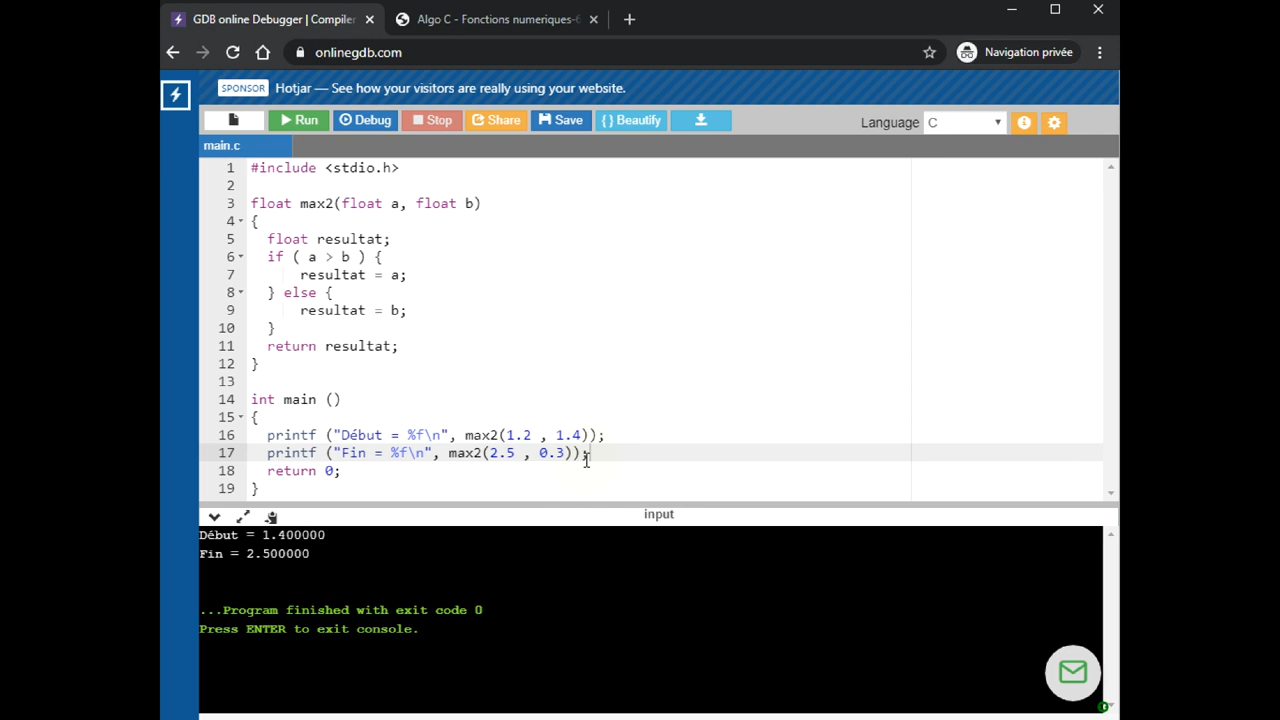 GDB online Debugger | Compiler
Algo C - Fonctions numeriques-6
onlinegdb.com
Navigation privée
SPONSOR Hotjar — See how your visitors are really using your website.
Run Debug Stop Share Save { } Beautify
Language C
main.c
1 #include <stdio.h>
2
3 float max2(float a, float b)
4 {
5 float resultat;
6 if ( a > b ) {
7 resultat = a;
8 } else {
9 resultat = b;
10 }
11 return resultat;
12 }
13
14 int main ()
15 {
16 printf ("Début = %f\n", max2(1.2 , 1.4));
17 printf ("Fin = %f\n", max2(2.5 , 0.3));
18 return 0;
19 }
input
Début = 1.400000
Fin = 2.500000
...Program finished with exit code 0
Press ENTER to exit console.